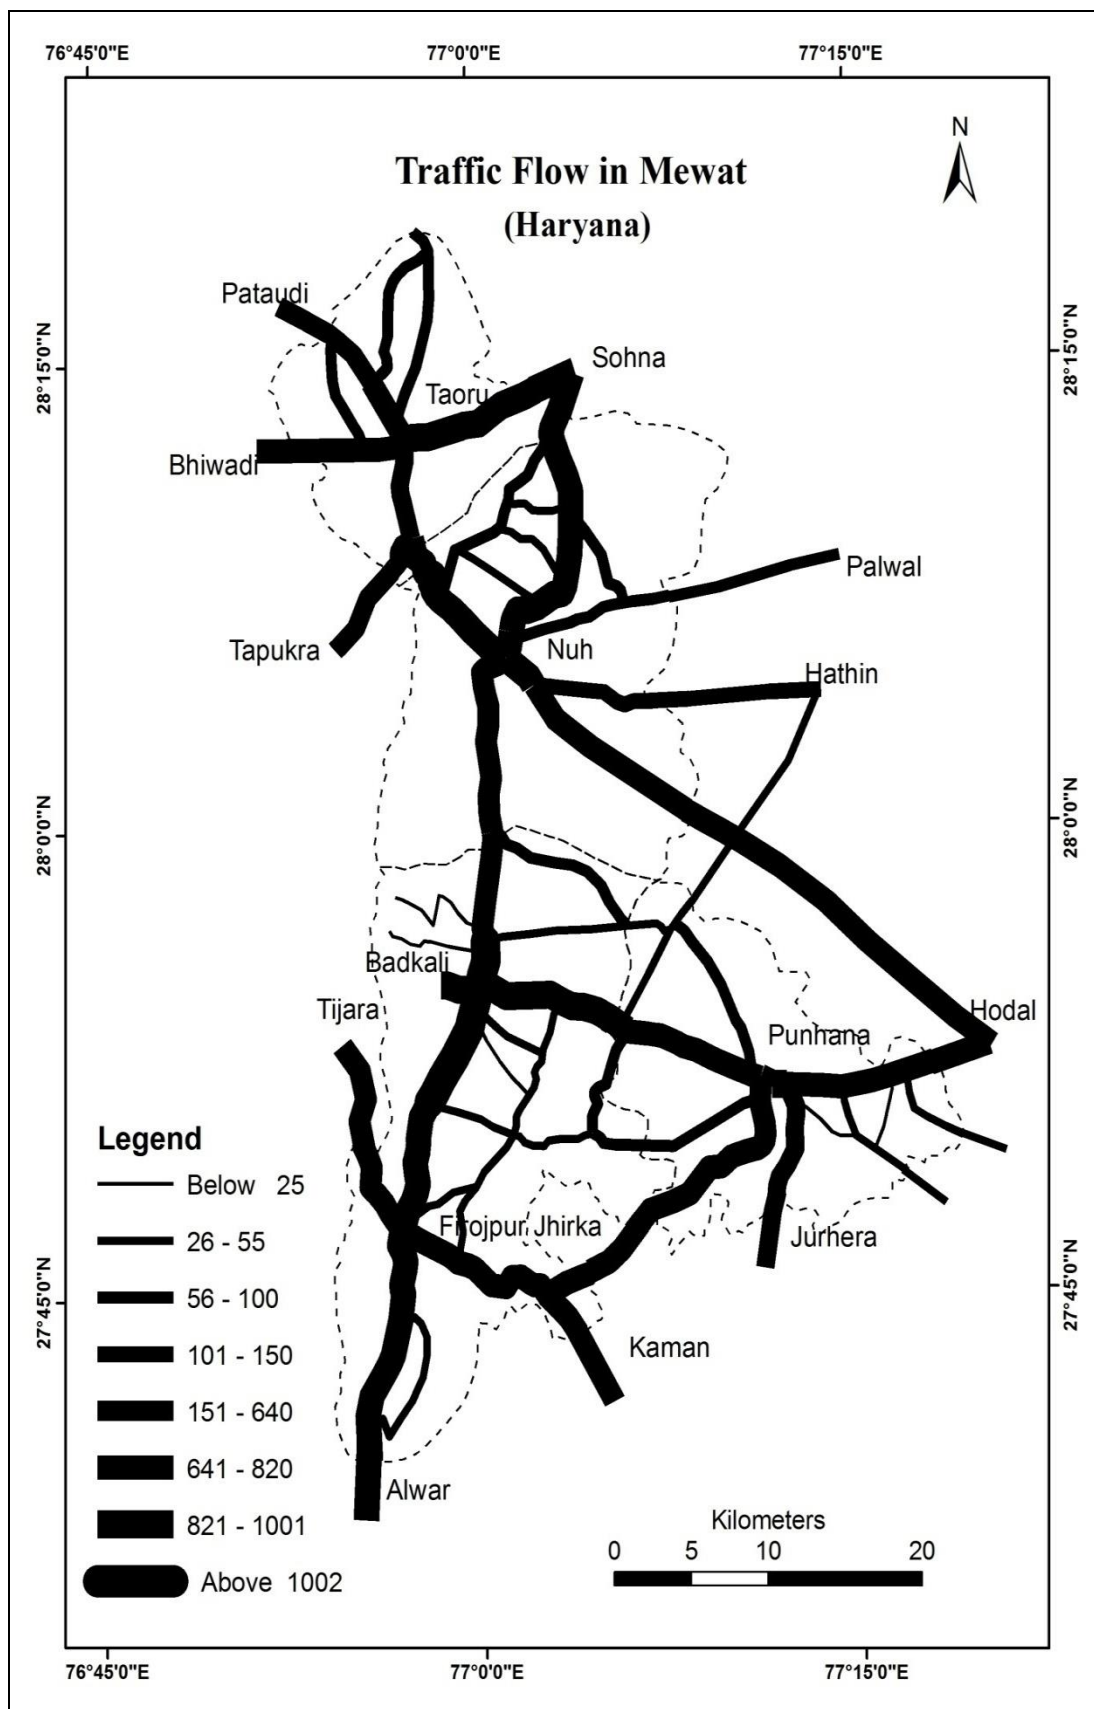 76°45'0"E 77°0'0"E 77°15'0"E
N
Traffic Flow in Mewat
(Haryana)
Pataudi
28°15'0"N
28°15'0"N
Sohna
Taoru
Bhiwadi
Palwal
Tapukra
Nuh
Hathin
28°0'0"N
28°0'0"N
Badkali
Tijara
Hodal
Punhana
Legend
Below 25
26 - 55
56 - 100
101 - 150
151 - 640
641 - 820
821 - 1001
Above 1002
Firojpur Jhirka
Jurhera
27°45'0"N
27°45'0"N
Kaman
Alwar
Kilometers
0 5 10 20
76°45'0"E 77°0'0"E 77°15'0"E